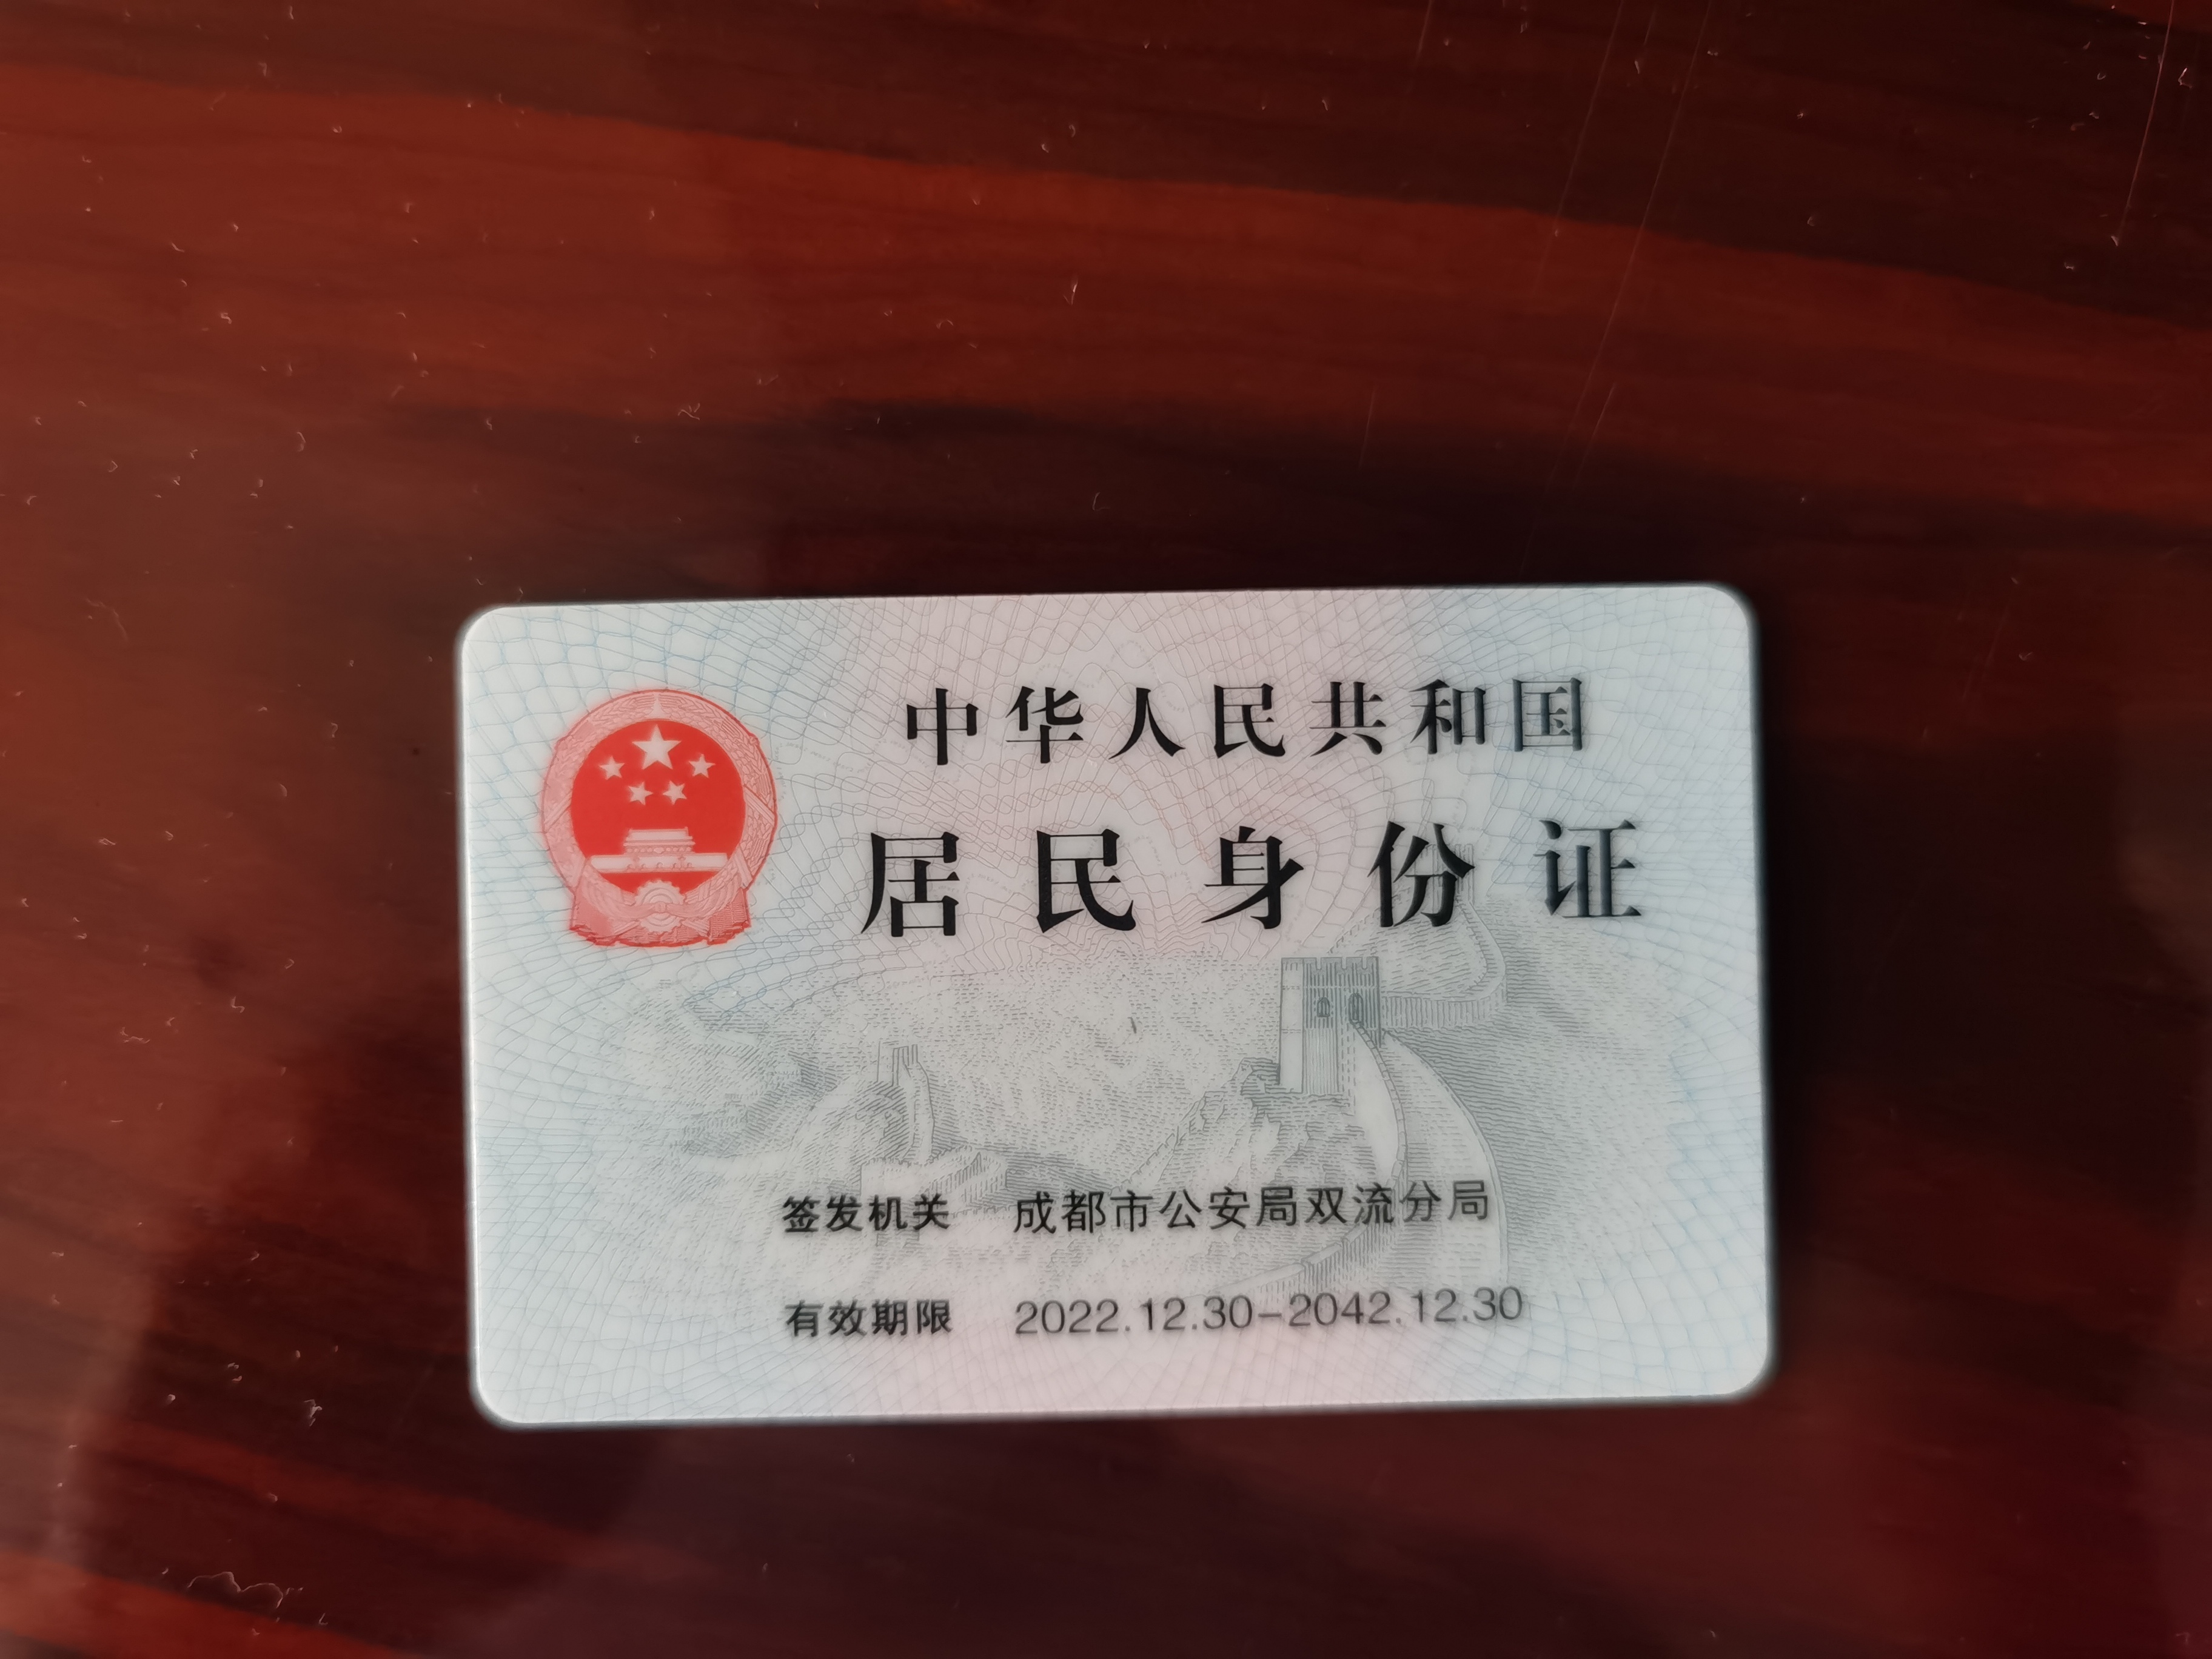 中华人民共和国
居民身份证
签发机关 成都市公安局双流分局
有效期限 2022.12.30-2042.12.30